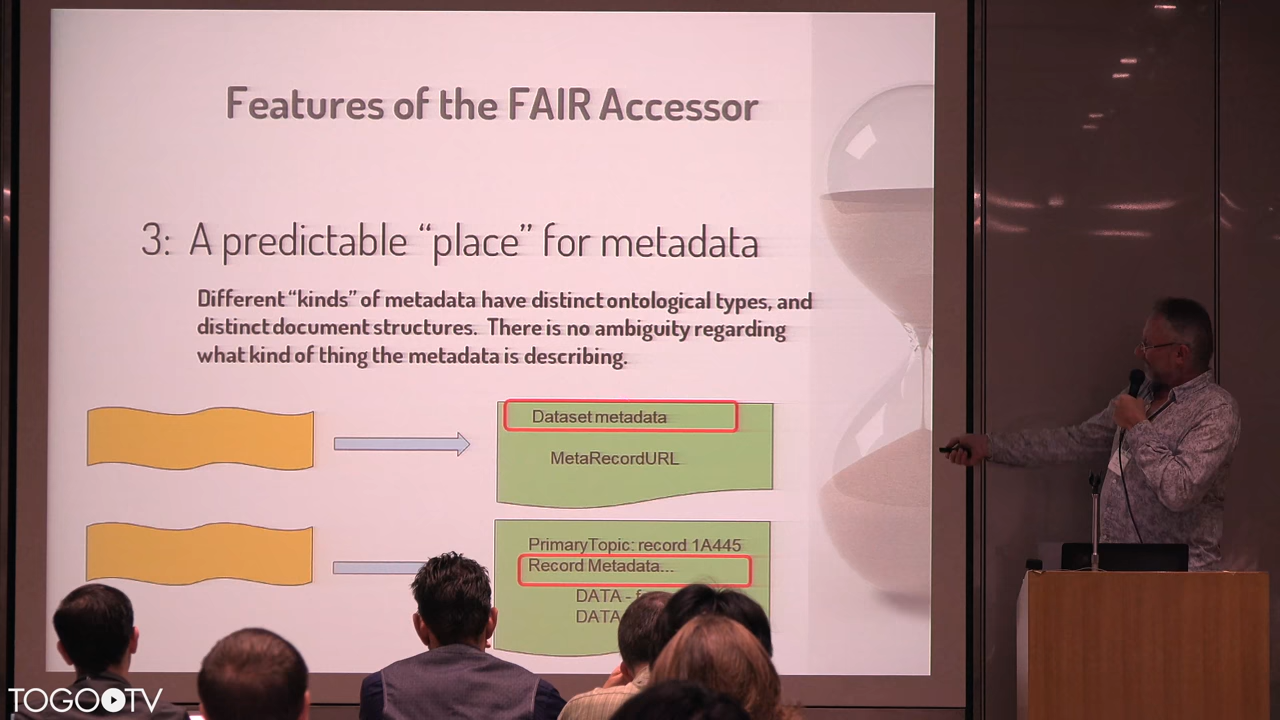 Features of the FAIR Accessor
3: A predictable “place” for metadata
Different “kinds” of metadata have distinct ontological types, and
distinct document structures. There is no ambiguity regarding
what kind of thing the metadata is describing.
Dataset metadata
MetaRecordURL
PrimaryTopic: record 1A445
Record Metadata...
DATA -
DATA
TOGO TV